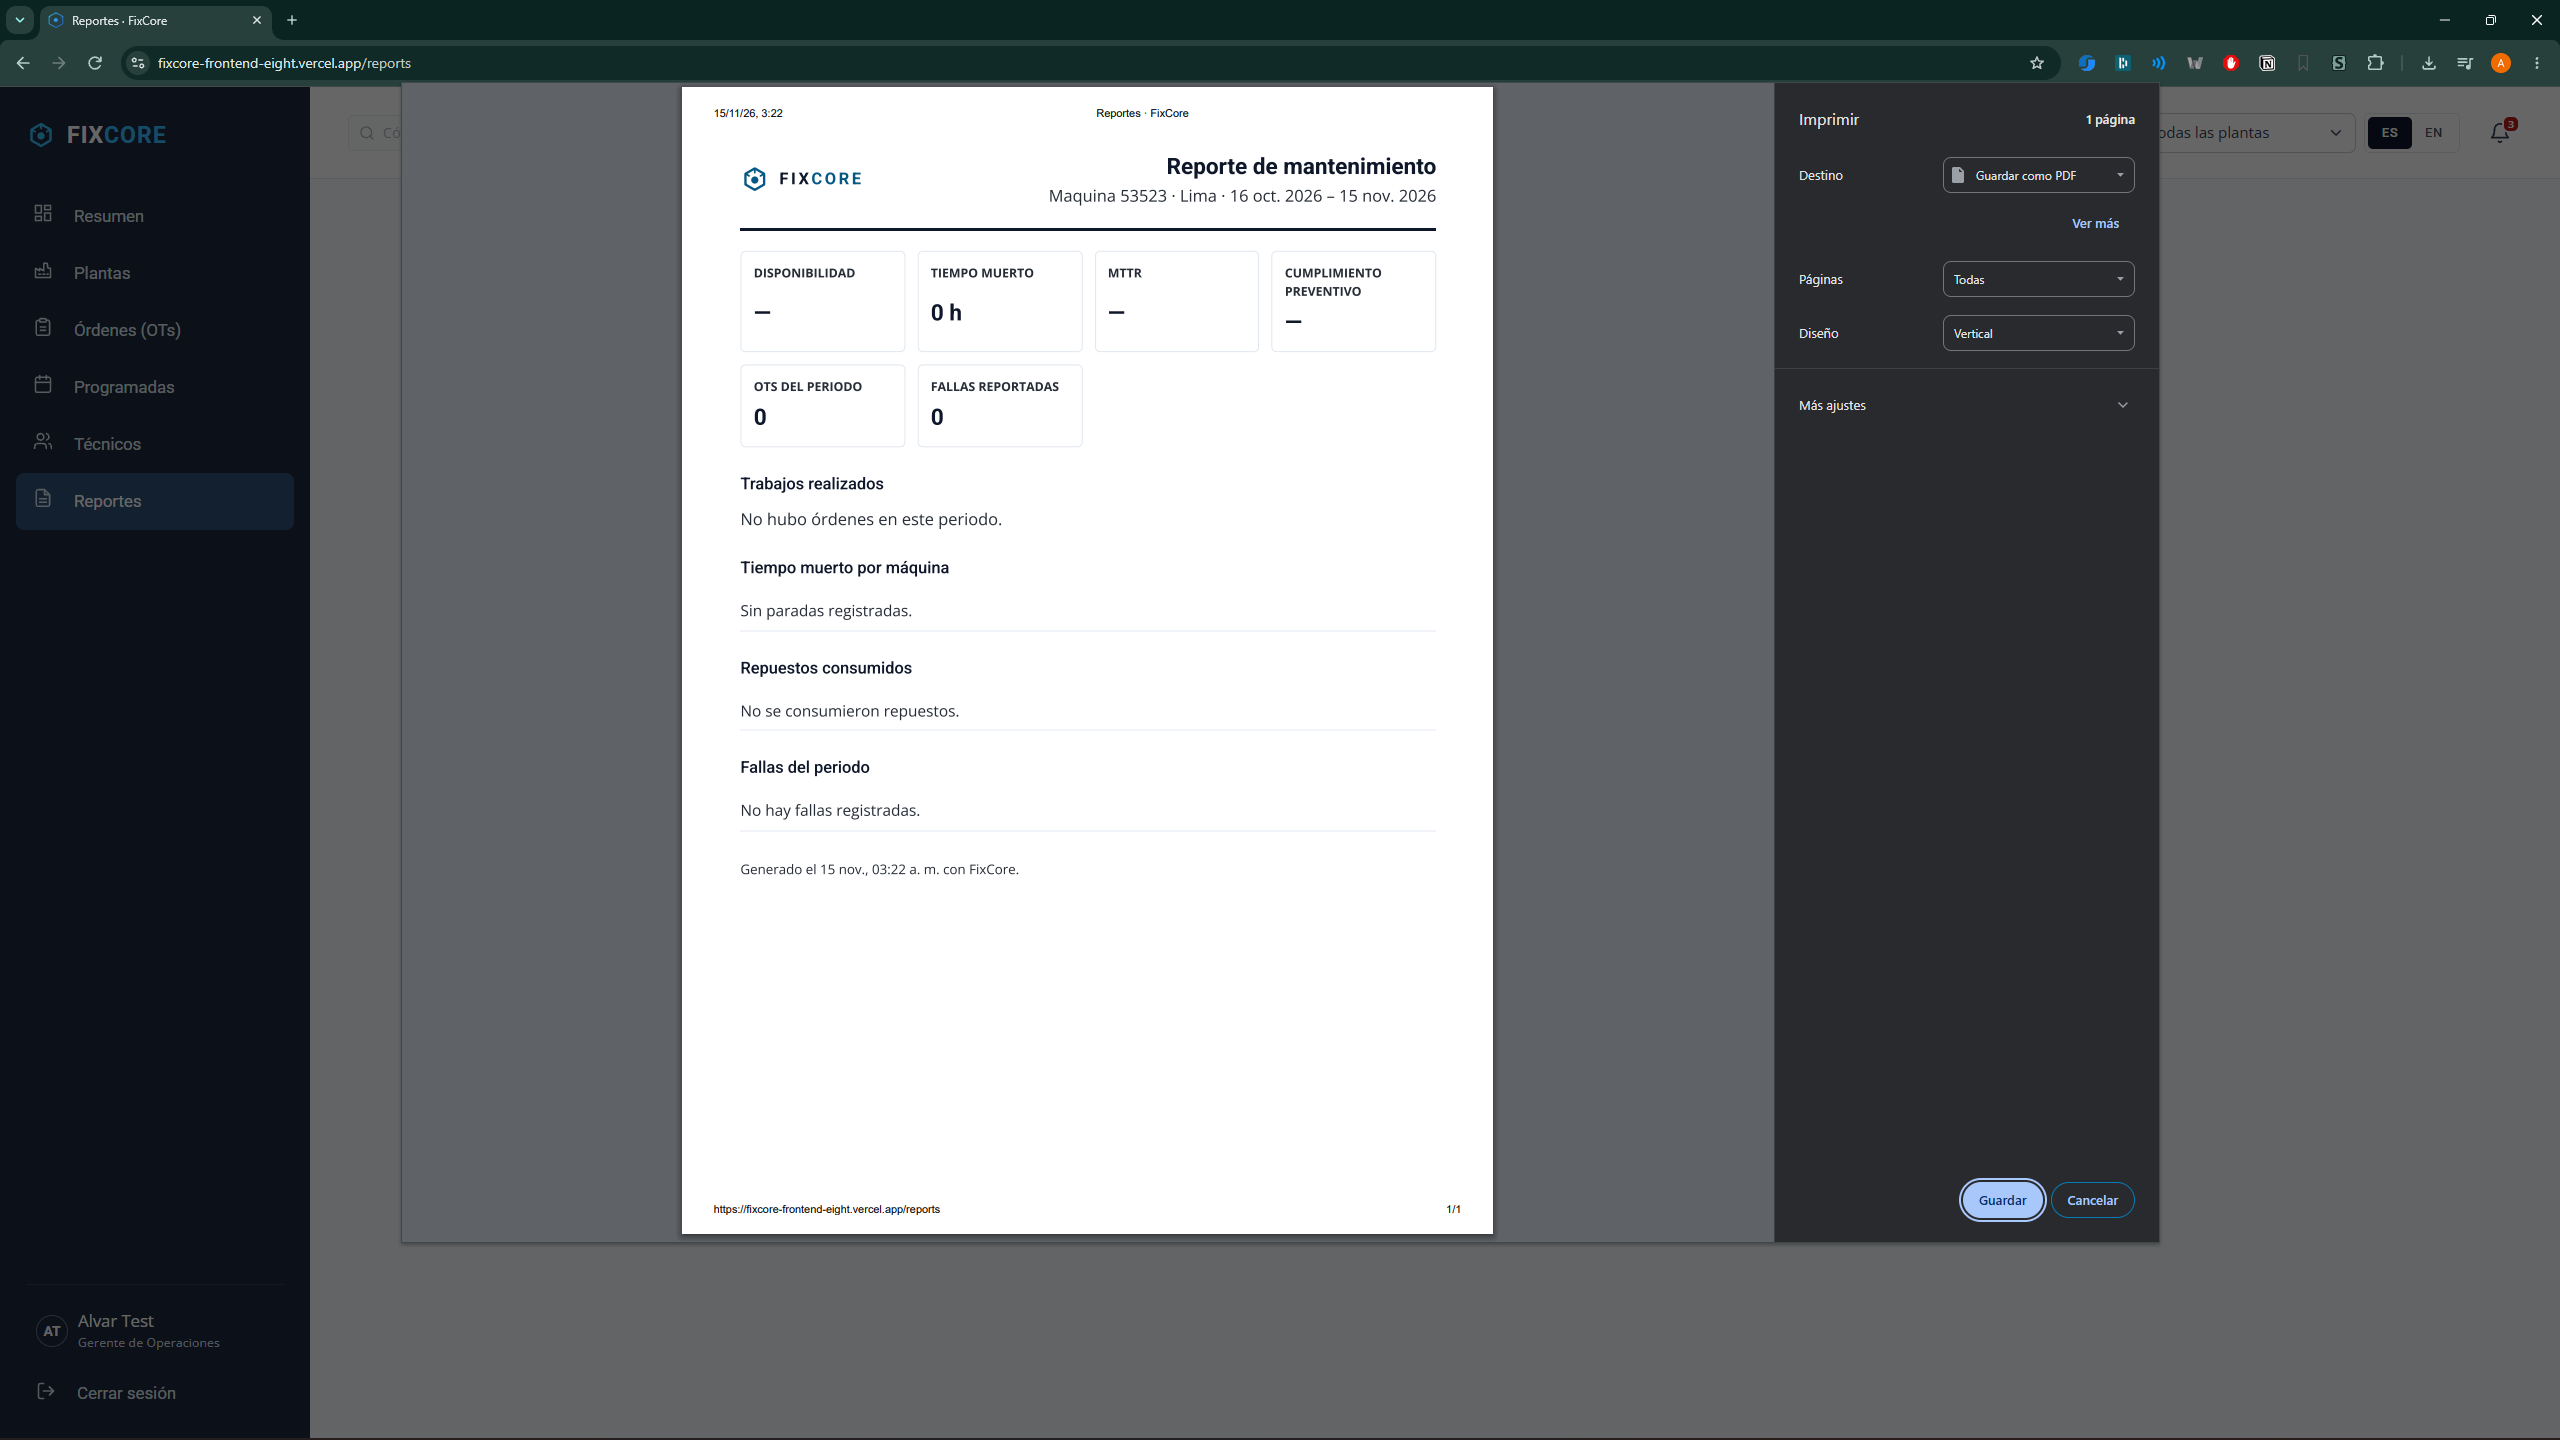 Reportes · FixCore
fixcore-frontend-eight.vercel.app/reports
FIXCORE
Resumen
Plantas
Órdenes (OTs)
Programadas
Técnicos
Reportes
Alvar Test
AT
Gerente de Operaciones
Cerrar sesión
Có
odas las plantas
ES
EN
3
A
15/11/26, 3:22
Reportes · FixCore
FIXCORE
Reporte de mantenimiento
Maquina 53523 · Lima · 16 oct. 2026 – 15 nov. 2026
DISPONIBILIDAD
—
TIEMPO MUERTO
0 h
MTTR
—
CUMPLIMIENTO
PREVENTIVO
—
OTS DEL PERIODO
0
FALLAS REPORTADAS
0
Trabajos realizados
No hubo órdenes en este periodo.
Tiempo muerto por máquina
Sin paradas registradas.
Repuestos consumidos
No se consumieron repuestos.
Fallas del periodo
No hay fallas registradas.
Generado el 15 nov., 03:22 a. m. con FixCore.
https://fixcore-frontend-eight.vercel.app/reports
1/1
Imprimir
1 página
Destino
Guardar como PDF
Ver más
Páginas
Todas
Diseño
Vertical
Más ajustes
Guardar
Cancelar